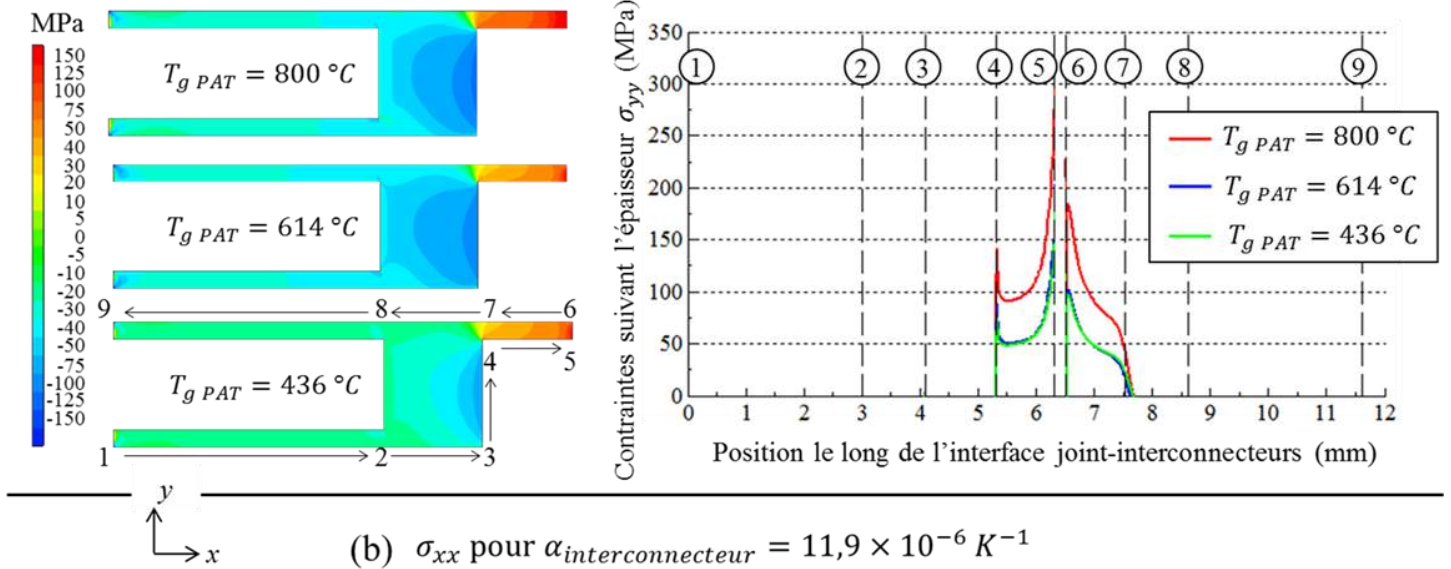 MPa
150
125
100
75
50
40
30
20
10
5
0
-5
-10
-20
-30
-40
-50
-75
-100
-125
-150
T_g PAT = 800 °C
T_g PAT = 614 °C
9 8 7 6
T_g PAT = 436 °C
4 5
1 2 3
Contraintes suivant l'épaisseur σ_yy (MPa)
350
300
250
200
150
100
50
0
① ② ③ ④ ⑤ ⑥ ⑦ ⑧ ⑨
T_g PAT = 800 °C
T_g PAT = 614 °C
T_g PAT = 436 °C
0 1 2 3 4 5 6 7 8 9 10 11 12
Position le long de l'interface joint-interconnecteurs (mm)
y
x
(b) σ_xx pour α_interconnecteur = 11,9 × 10⁻⁶ K⁻¹